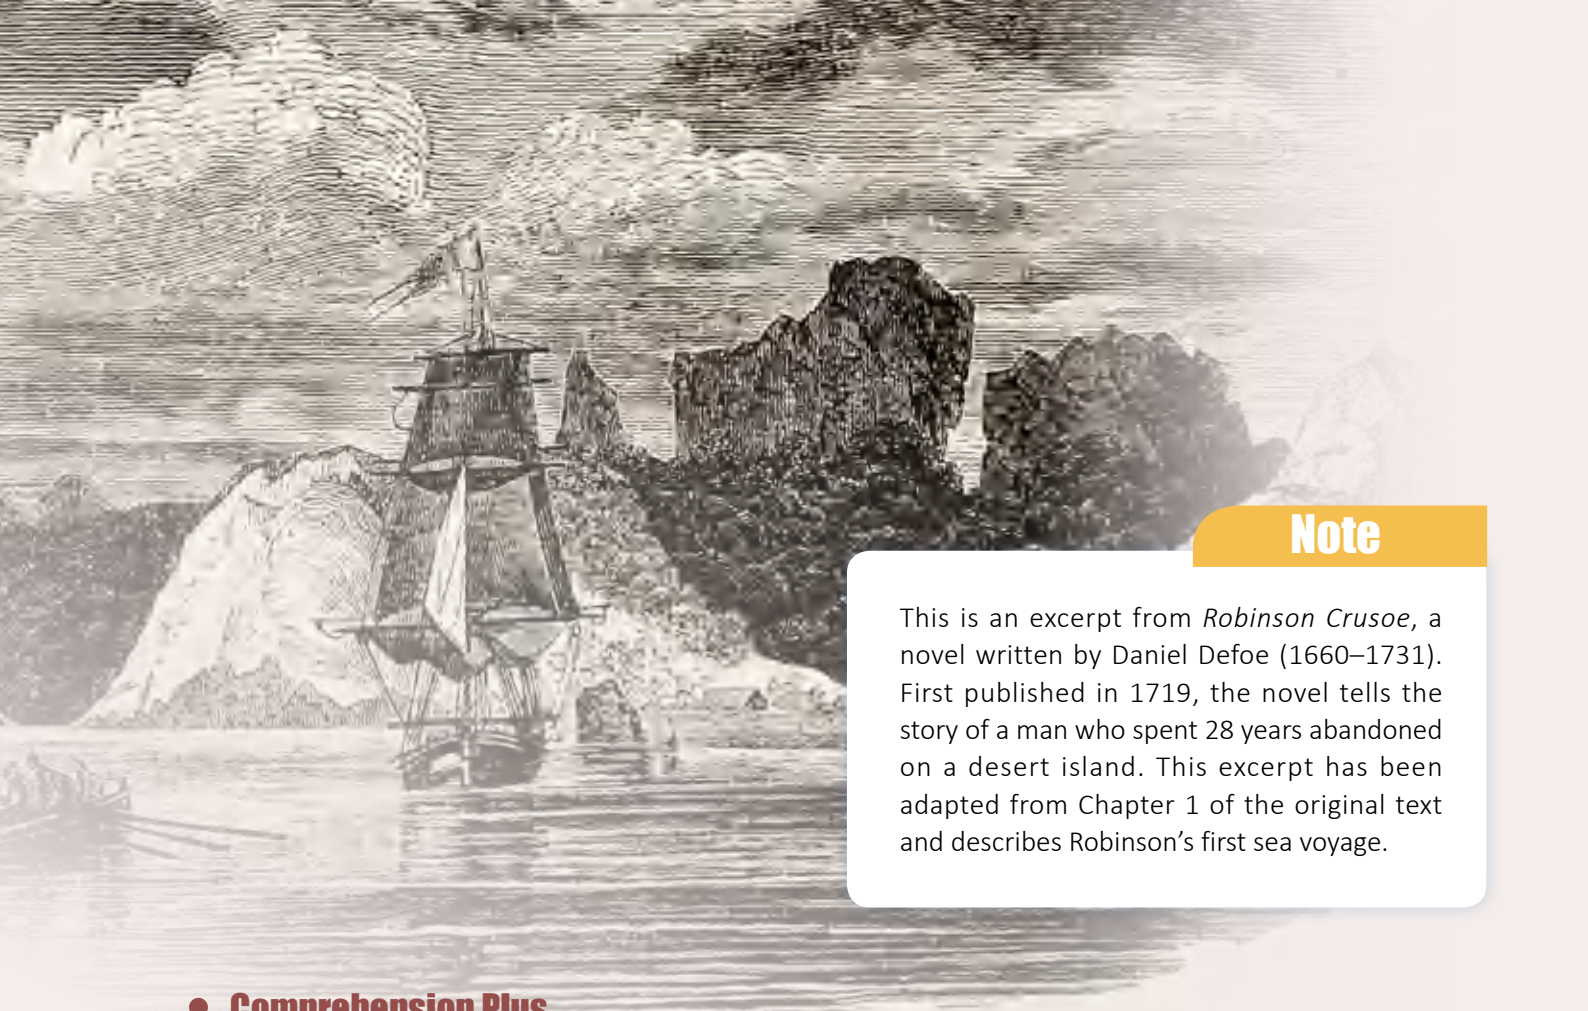 Note
This is an excerpt from Robinson Crusoe, a
novel written by Daniel Defoe (1660–1731).
First published in 1719, the novel tells the
story of a man who spent 28 years abandoned
on a desert island. This excerpt has been
adapted from Chapter 1 of the original text
and describes Robinson’s first sea voyage.
Comprehension Plus